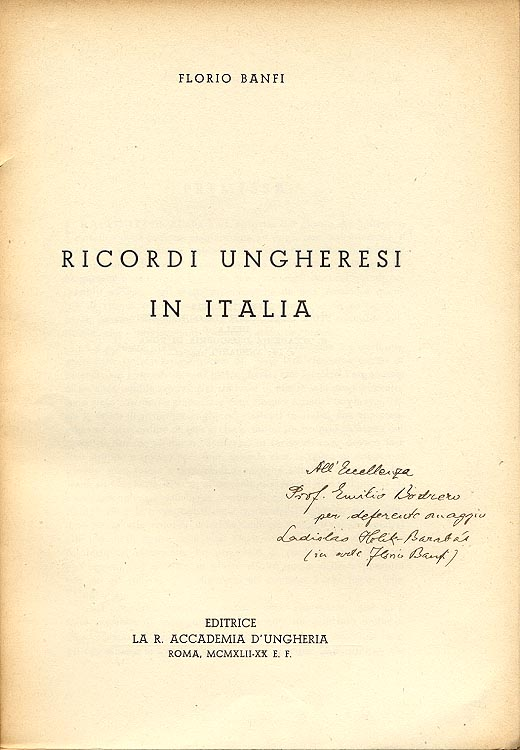 FLORIO BANFI
RICORDI UNGHERESI
IN ITALIA
All'Eccellenza
Prof. Emilio Bodrero
per deferente omaggio
Ladislao Holik-Barabás
(in arte Florio Banfi)
EDITRICE
LA R. ACCADEMIA D'UNGHERIA
ROMA, MCMXLII-XX E. F.